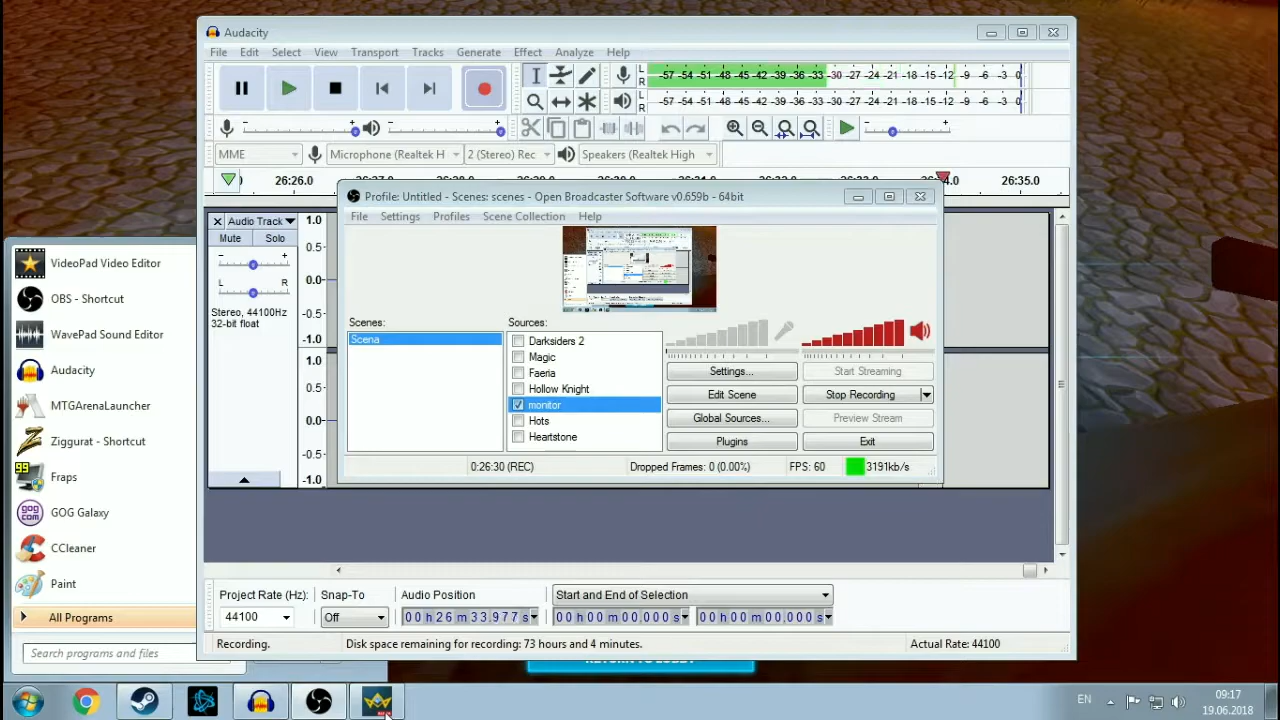 Audacity
File Edit Select View Transport Tracks Generate Effect Analyze Help
L R -57 -54 -51 -48 -45 -42 -39 -36 -33 -30 -27 -24 -21 -18 -15 -12 -9 -6 -3 0
L R -57 -54 -51 -48 -45 -42 -39 -36 -33 -30 -27 -24 -21 -18 -15 -12 -9 -6 -3 0
- + - + - +
MME Microphone (Realtek H 2 (Stereo) Rec Speakers (Realtek High
26:26.0 26:35.0
Audio Track
Mute Solo
- +
L R
Stereo, 44100Hz
32-bit float
1.0
0.5
0.0
-0.5
-1.0
1.0
0.5
0.0
-0.5
-1.0
Profile: Untitled - Scenes: scenes - Open Broadcaster Software v0.659b - 64bit
File Settings Profiles Scene Collection Help
Scenes:
Scena
Sources:
Darksiders 2
Magic
Faeria
Hollow Knight
monitor
Hots
Heartstone
Settings... Start Streaming
Edit Scene Stop Recording
Global Sources... Preview Stream
Plugins Exit
0:26:30 (REC) Dropped Frames: 0 (0.00%) FPS: 60 3191kb/s
VideoPad Video Editor
OBS - Shortcut
WavePad Sound Editor
Audacity
MTGArenaLauncher
Ziggurat - Shortcut
99
Fraps
gog
com
GOG Galaxy
CCleaner
Paint
All Programs
Search programs and files
Project Rate (Hz): Snap-To Audio Position Start and End of Selection
44100 Off 00 h 26 m 33.977 s 00 h 00 m 00.000 s 00 h 00 m 00.000 s
Recording. Disk space remaining for recording: 73 hours and 4 minutes. Actual Rate: 44100
RETURN TO LOBBY
EN
09:17
19.06.2018